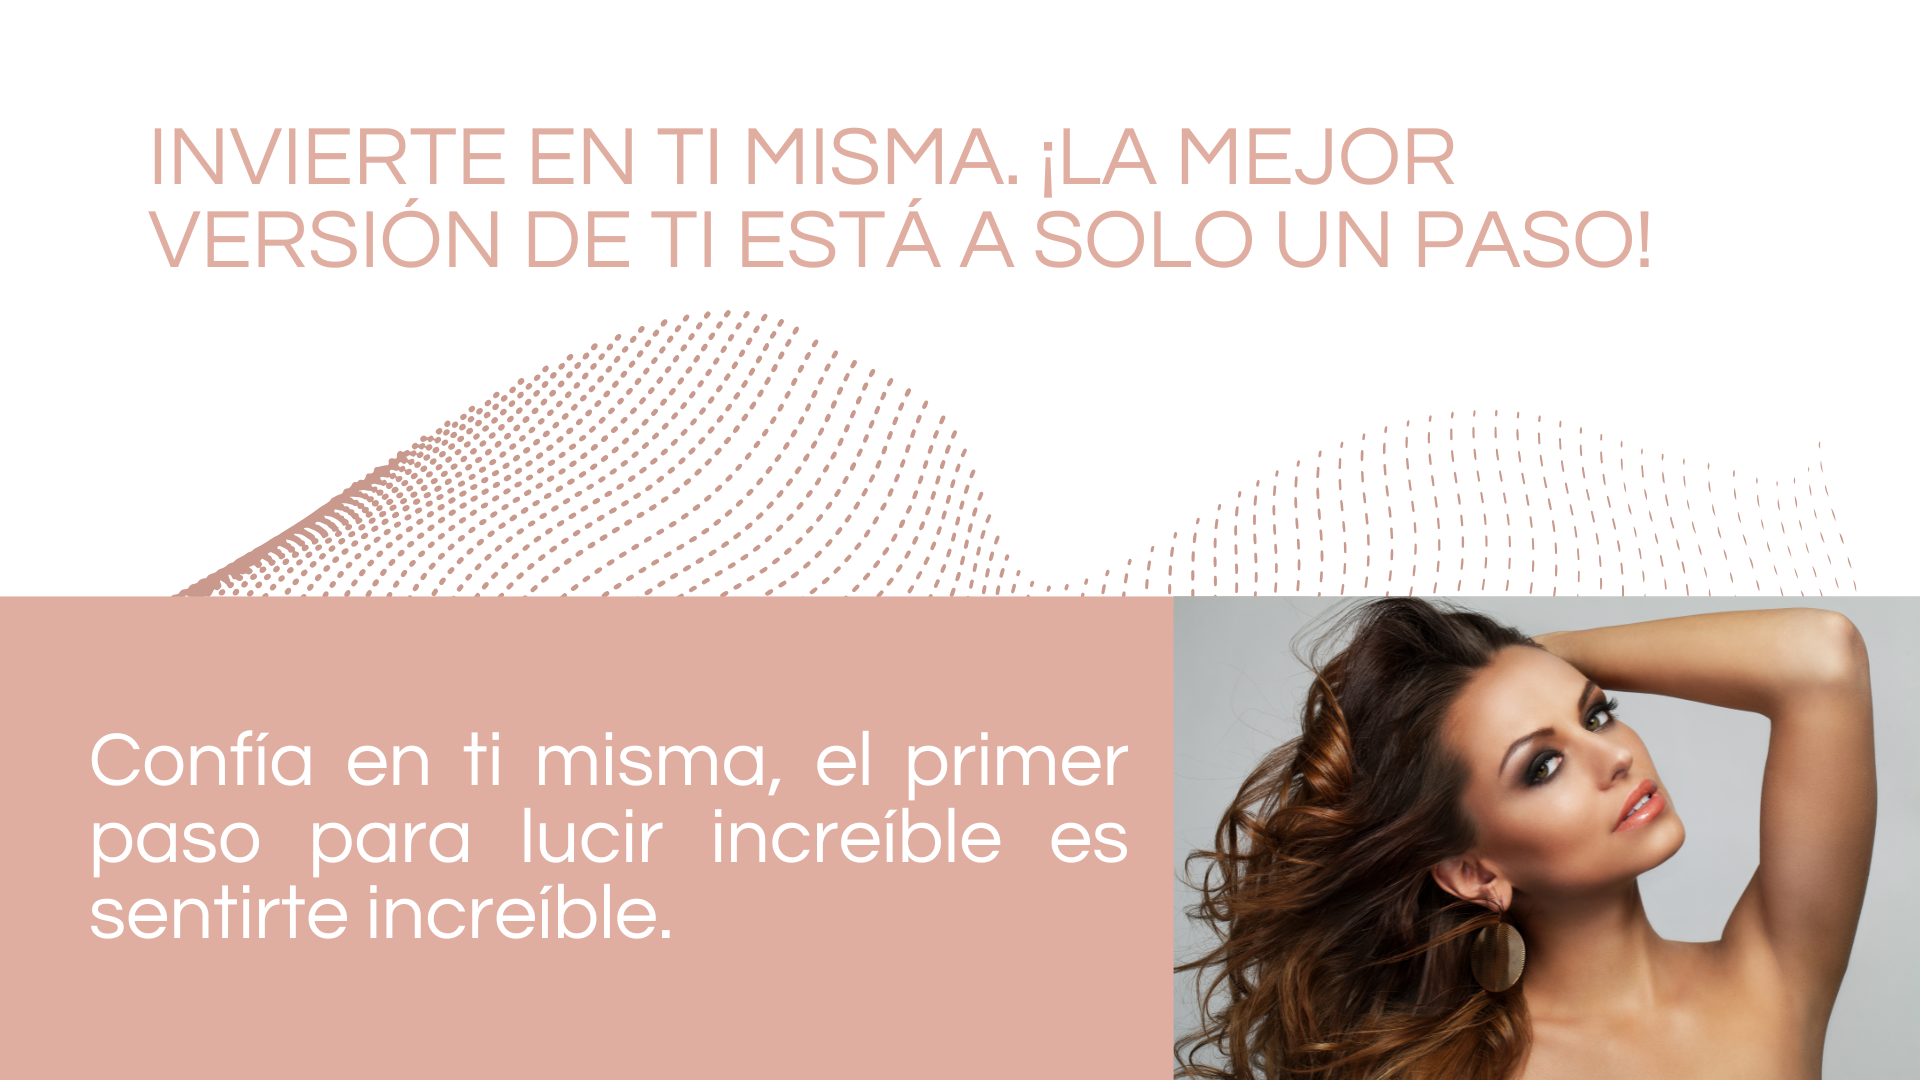 INVIERTE EN TI MISMA. ¡LA MEJOR
VERSIÓN DE TI ESTÁ A SOLO UN PASO!
Confía en ti misma, el primer
paso para lucir increíble es
sentirte increíble.